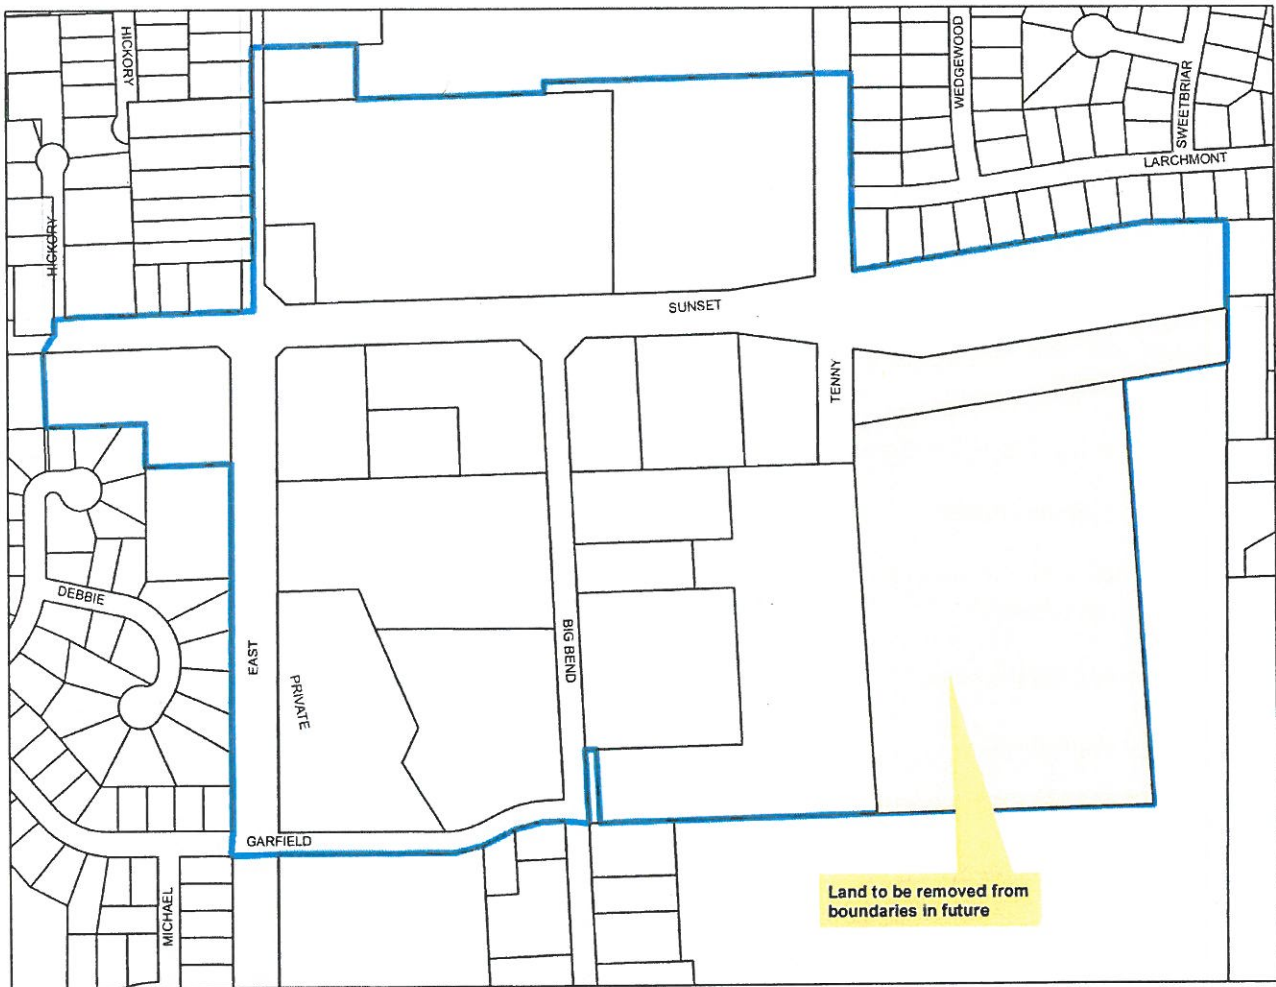 HICKORY
WEDGEWOOD
SWEETBRIAR
LARCHMONT
HICKORY
SUNSET
TENNY
DEBBIE
EAST
BIG BEND
PRIVATE
GARFIELD
MICHAEL
Land to be removed from
boundaries in future